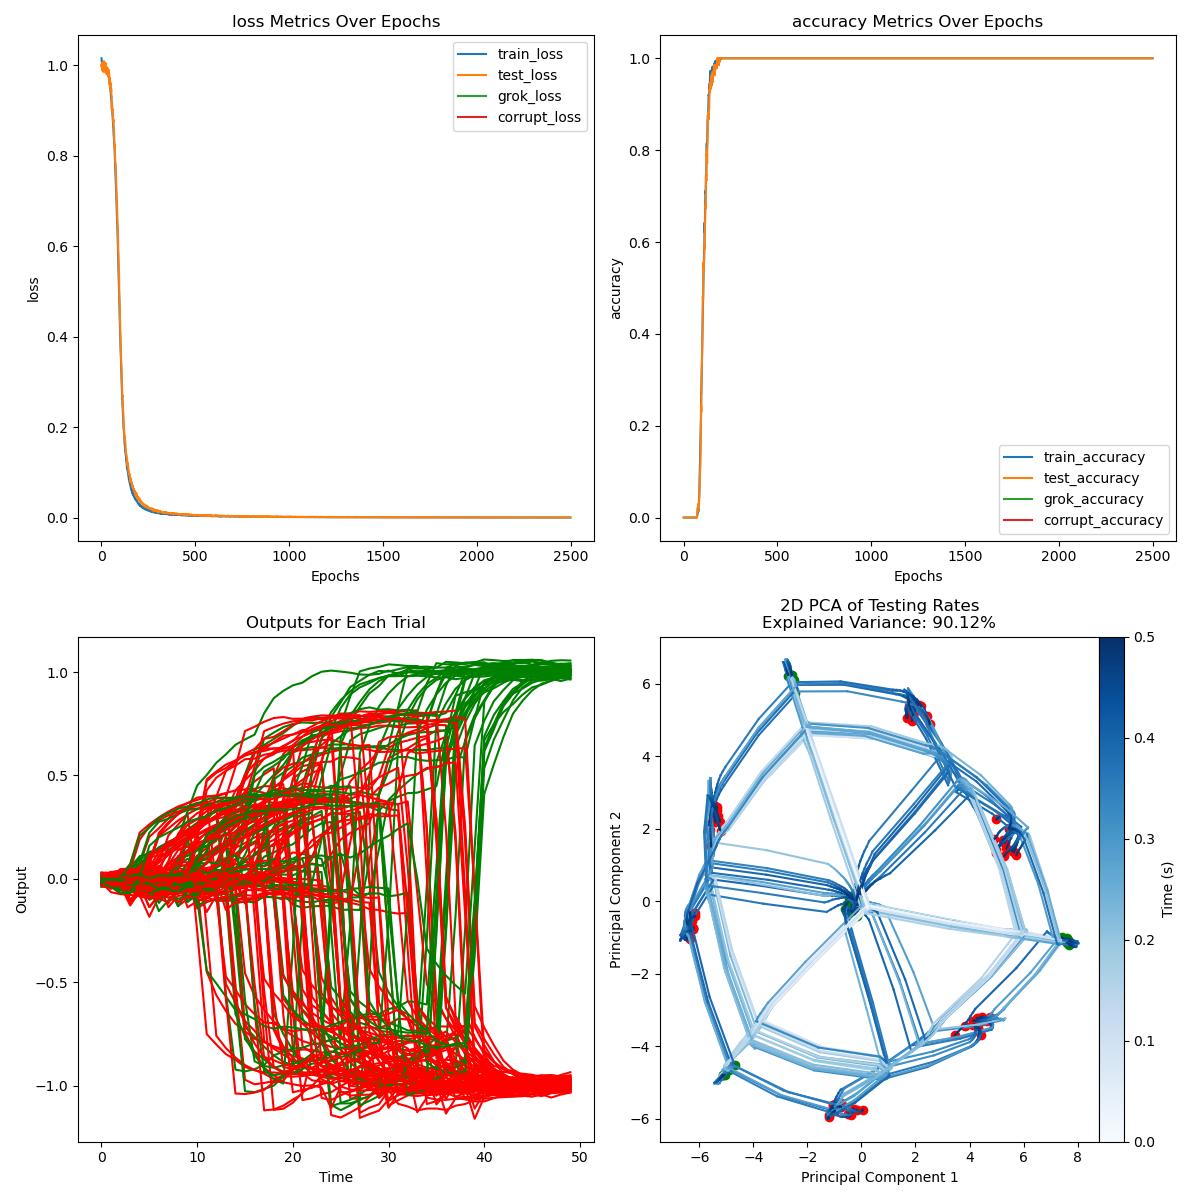 loss Metrics Over Epochs
1.0
0.8
0.6
0.4
0.2
0.0
loss
train_loss
test_loss
grok_loss
corrupt_loss
0
500
1000
1500
2000
2500
Epochs
accuracy Metrics Over Epochs
1.0
0.8
0.6
0.4
0.2
0.0
accuracy
train_accuracy
test_accuracy
grok_accuracy
corrupt_accuracy
0
500
1000
1500
2000
2500
Epochs
Outputs for Each Trial
1.0
0.5
0.0
−0.5
−1.0
Output
0
10
20
30
40
50
Time
2D PCA of Testing Rates
Explained Variance: 90.12%
6
4
2
0
−2
−4
−6
Principal Component 2
−6
−4
−2
0
2
4
6
8
Principal Component 1
0.5
0.4
0.3
0.2
0.1
0.0
Time (s)